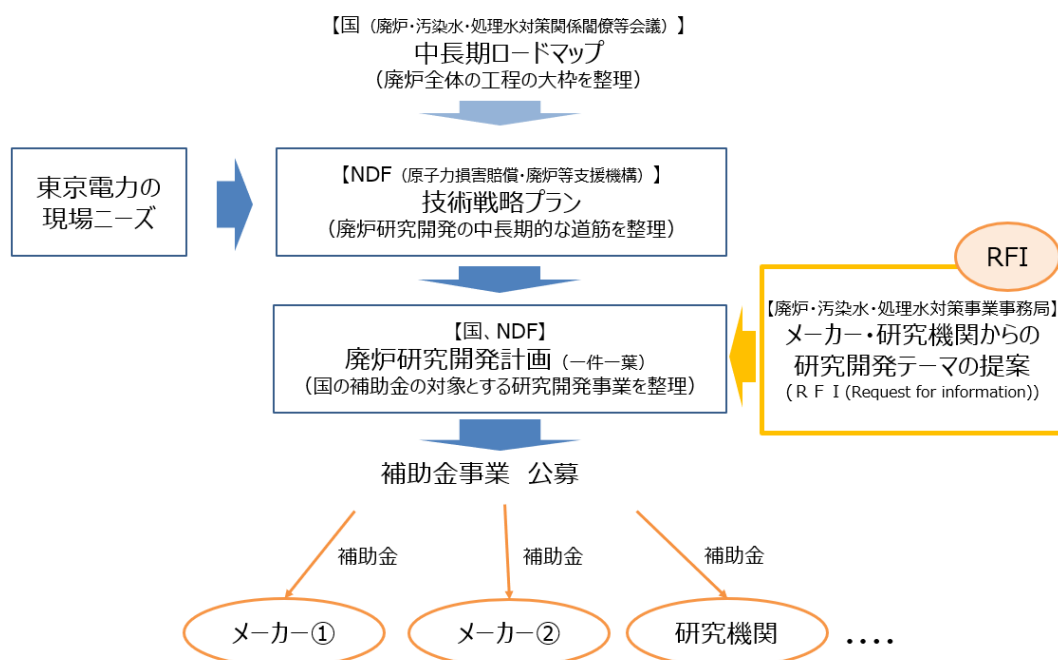 【国（廃炉・汚染水・処理水対策関係閣僚等会議）】
中長期ロードマップ
（廃炉全体の工程の大枠を整理）
東京電力の
現場ニーズ
【NDF（原子力損害賠償・廃炉等支援機構）】
技術戦略プラン
（廃炉研究開発の中長期的な道筋を整理）
RFI
【国、NDF】
廃炉研究開発計画（一件一葉）
（国の補助金の対象とする研究開発事業を整理）
【廃炉・汚染水・処理水対策事業事務局】
メーカー・研究機関からの
研究開発テーマの提案
（ＲＦＩ(Request for information)）
補助金事業　公募
補助金
補助金
補助金
メーカー①
メーカー②
研究機関
....